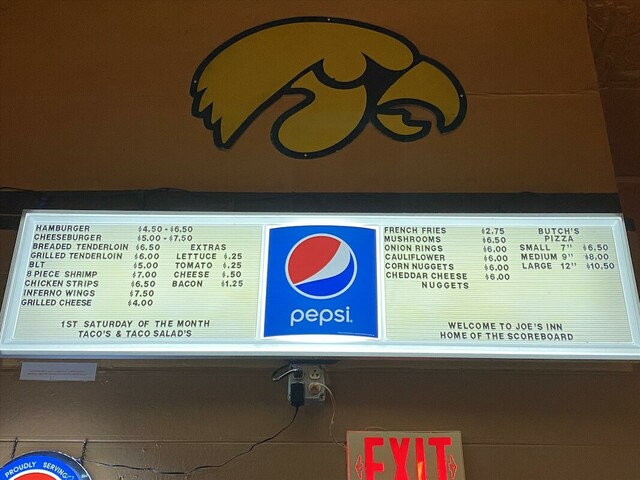 HAMBURGER $4.50 - $6.50
CHEESEBURGER $5.00 - $7.50
BREADED TENDERLOIN $6.50 EXTRAS
GRILLED TENDERLOIN $6.00 LETTUCE $.25
BLT $5.00 TOMATO $.25
8 PIECE SHRIMP $7.00 CHEESE $.50
CHICKEN STRIPS $6.50 BACON $1.25
INFERNO WINGS $7.50
GRILLED CHEESE $4.00
1ST SATURDAY OF THE MONTH
TACO'S & TACO SALAD'S
pepsi
FRENCH FRIES $2.75 BUTCH'S
MUSHROOMS $6.50 PIZZA
ONION RINGS $6.00 SMALL 7" $6.50
CAULIFLOWER $6.00 MEDIUM 9" $8.00
CORN NUGGETS $6.00 LARGE 12" $10.50
CHEDDAR CHEESE $6.00
NUGGETS
WELCOME TO JOE'S INN
HOME OF THE SCOREBOARD
PROUDLY SERVING
EXIT